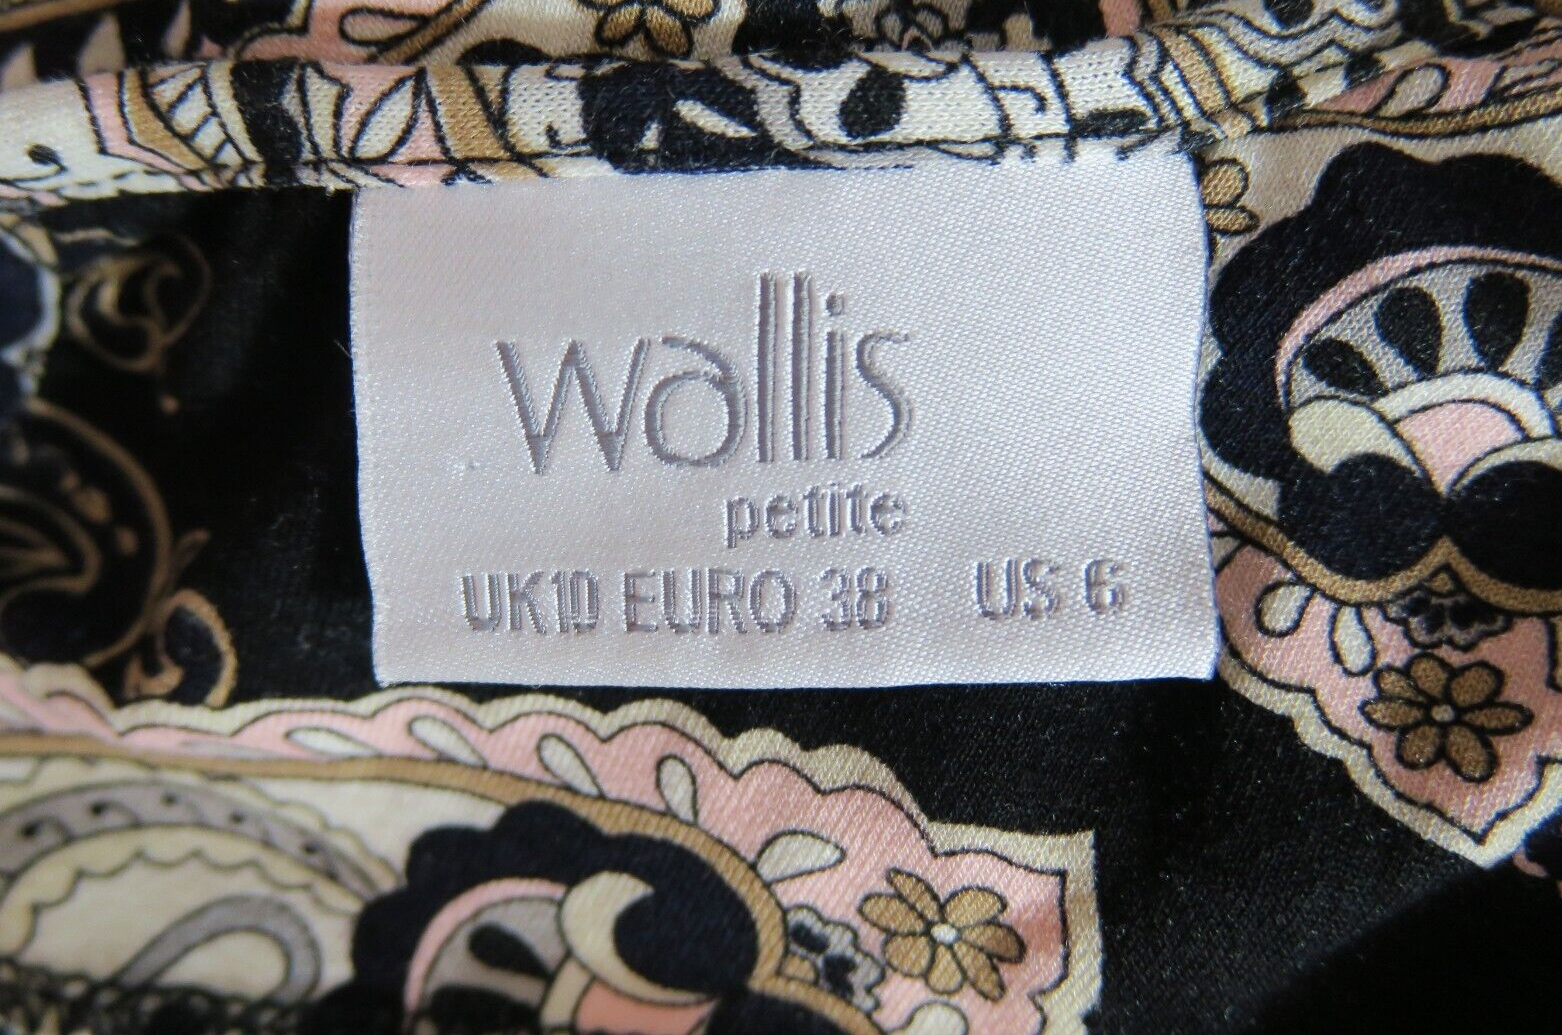 wallis
petite
UK10 EURO 38 US 6